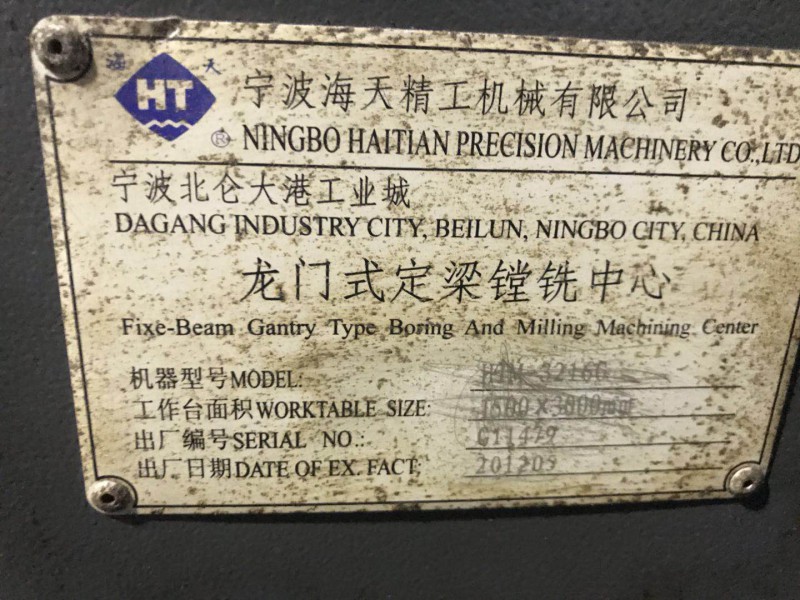 海 天
HT
®
宁波海天精工机械有限公司
NINGBO HAITIAN PRECISION MACHINERY CO.,LTD
宁波北仑大港工业城
DAGANG INDUSTRY CITY, BEILUN, NINGBO CITY, CHINA
龙门式定梁镗铣中心
Fixe-Beam Gantry Type Boring And Milling Machining Center
机器型号MODEL:
工作台面积WORKTABLE SIZE: 1600×3000mm
出厂编号SERIAL NO.:
出厂日期DATE OF EX. FACT: 201209